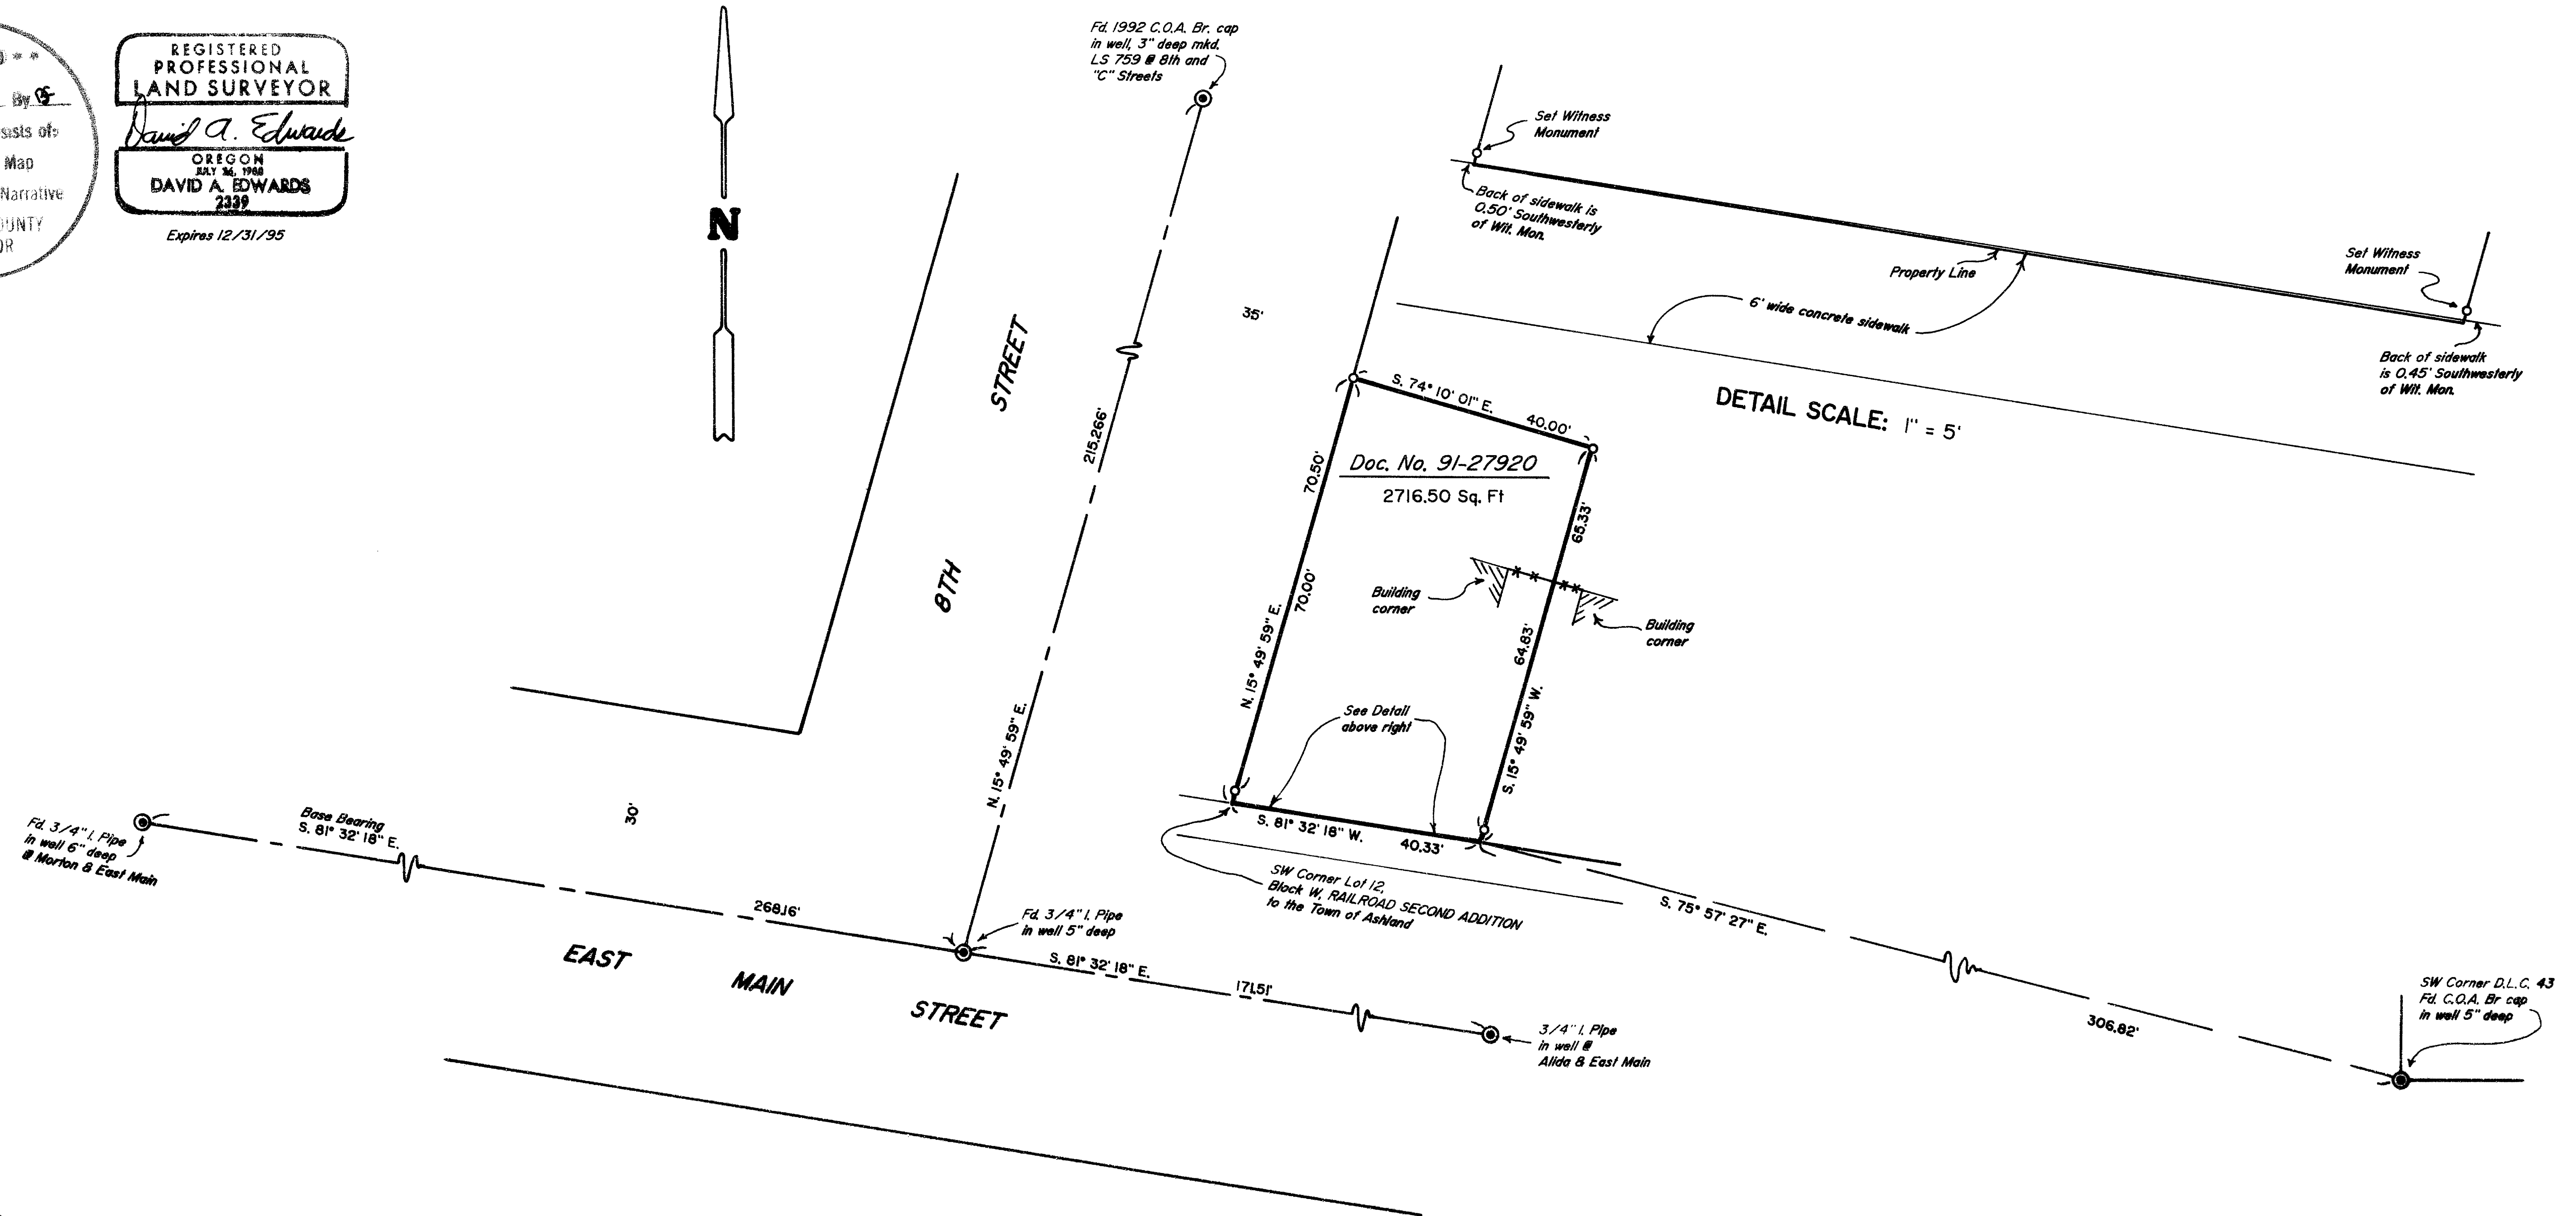 By
sists of:
Map
Narrative
OUNTY
OR
REGISTERED
PROFESSIONAL
LAND SURVEYOR
David A. Edwards
OREGON
DAVID A. EDWARDS
2339
Expires 12/31/95
N
Fd. 1992 C.O.A. Br. cap
in well, 3" deep mkd.
LS 759 @ 8th and
"C" Streets
Set Witness
Monument
Back of sidewalk is
0.50' Southwesterly
of Wit. Mon.
Property Line
6' wide concrete sidewalk
Set Witness
Monument
Back of sidewalk
is 0.45' Southwesterly
of Wit. Mon.
DETAIL SCALE: 1" = 5'
35'
8TH STREET
215.266'
N. 15° 49' 59" E.
S. 74° 10' 01" E. 40.00'
Doc. No. 91-27920
2716.50 Sq. Ft
70.50'
70.00'
N. 15° 49' 59" E.
65.33'
64.83'
S. 15° 49' 59" W.
Building
corner
Building
corner
See Detail
above right
S. 81° 32' 18" W. 40.33'
SW Corner Lot 12,
Block W, RAILROAD SECOND ADDITION
to the Town of Ashland
30'
Fd. 3/4" I. Pipe
in well 6" deep
@ Morton & East Main
Base Bearing
S. 81° 32' 18" E.
268.16'
Fd. 3/4" I. Pipe
in well 5" deep
S. 81° 32' 18" E.
171.51'
EAST MAIN STREET
3/4" I. Pipe
in well @
Alida & East Main
S. 75° 57' 27" E.
306.82'
SW Corner D.L.C. 43
Fd. C.O.A. Br cap
in well 5" deep